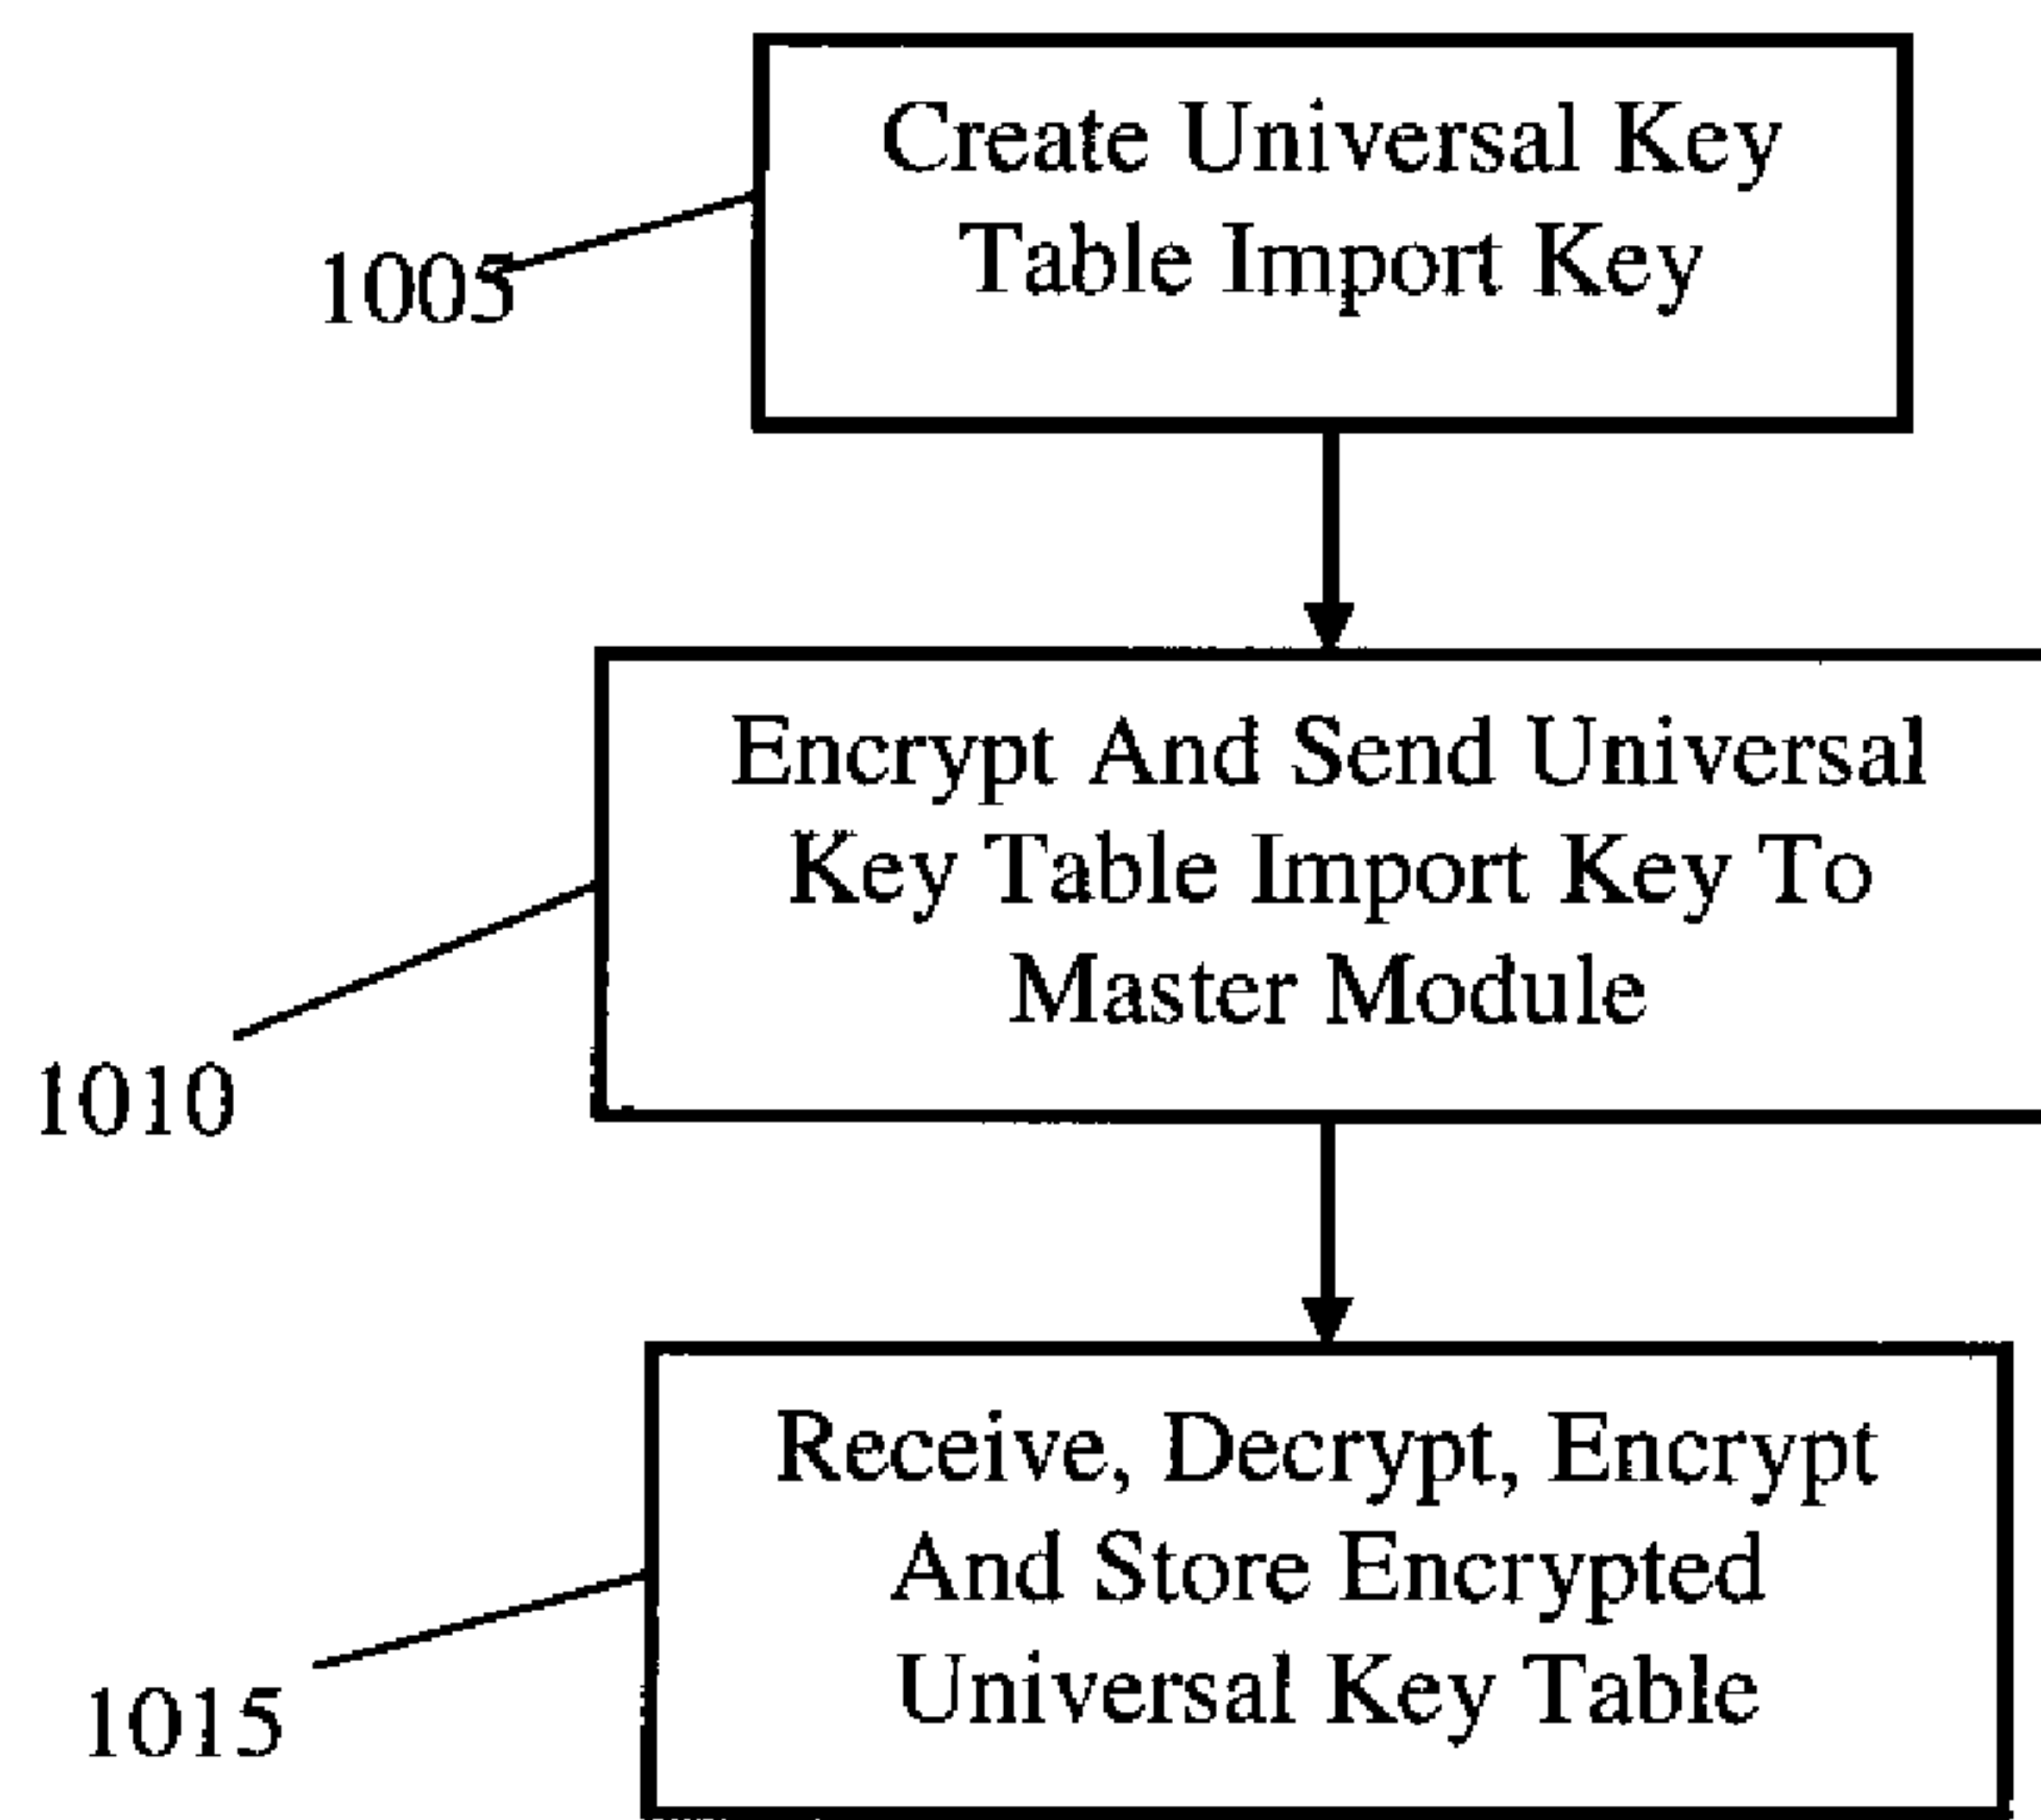 Create Universal Key
Table Import Key
1005
Encrypt And Send Universal
Key Table Import Key To
Master Module
1010
Receive, Decrypt, Encrypt
And Store Encrypted
Universal Key Table
1015